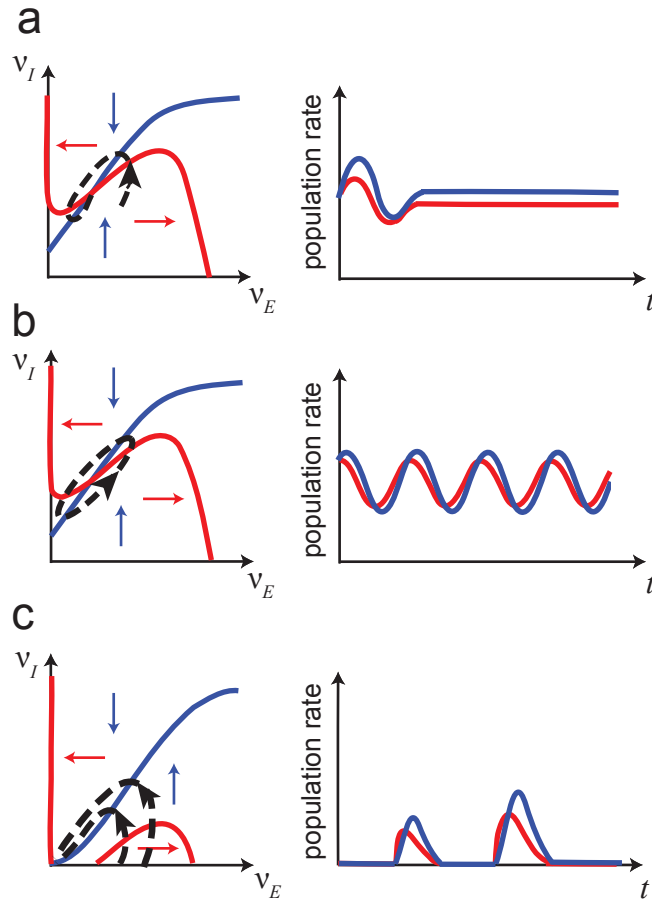 a
ν_I
ν_E
population rate
t
b
ν_I
ν_E
population rate
t
c
ν_I
ν_E
population rate
t